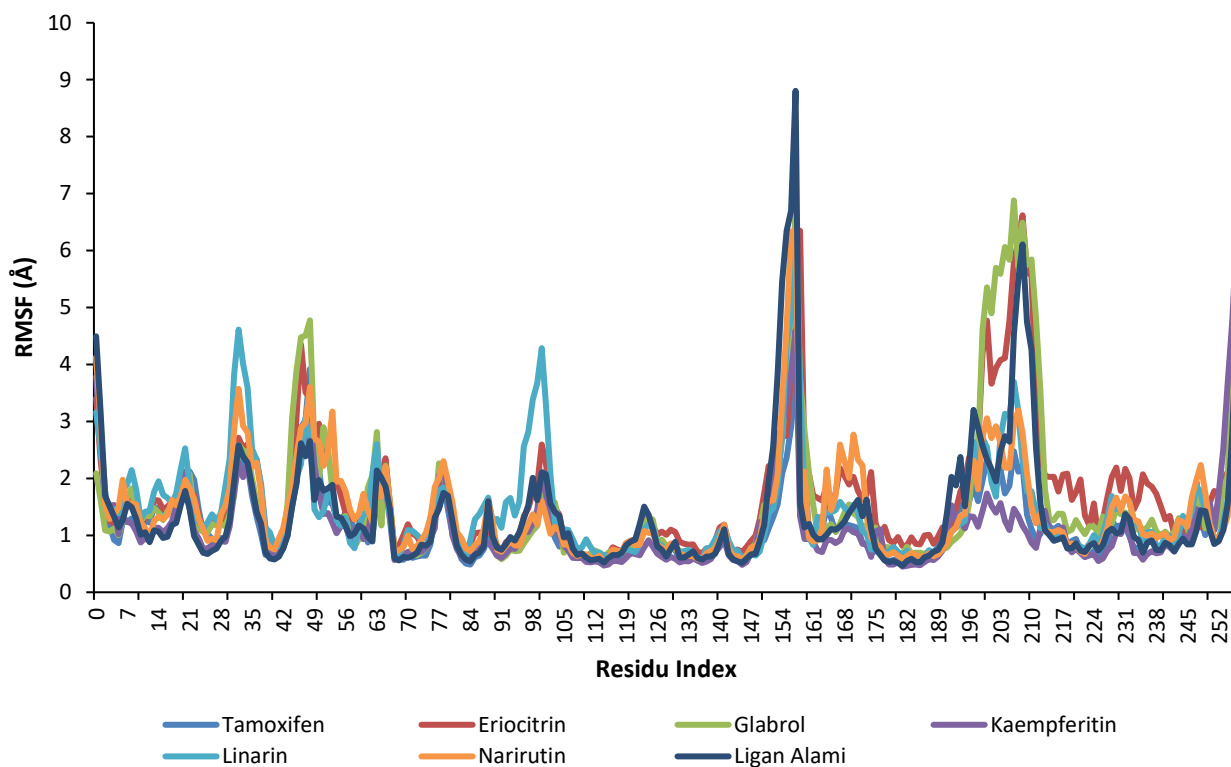 10
9
8
7
6
5
4
3
2
1
0
RMSF (Å)
0 7 14 21 28 35 42 49 56 63 70 77 84 91 98 105 112 119 126 133 140 147 154 161 168 175 182 189 196 203 210 217 224 231 238 245 252
Residu Index
Tamoxifen Eriocitrin Glabrol Kaempferitin
Linarin Narirutin Ligan Alami